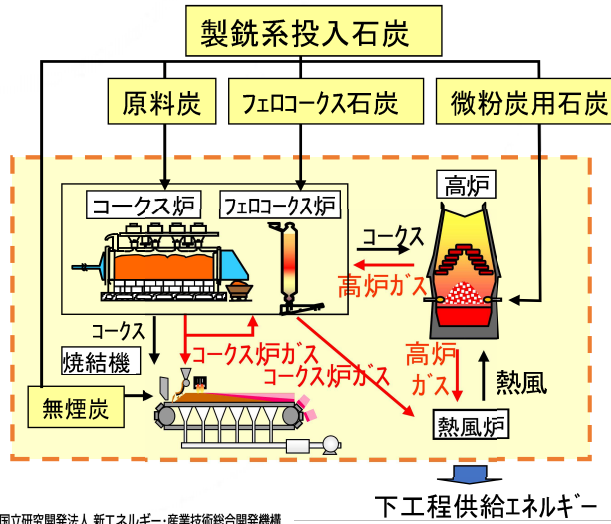 製銑系投入石炭
原料炭
フェロコークス石炭
微粉炭用石炭
コークス炉
フェロコークス炉
高炉
コークス
高炉ガス
コークス
コークス炉ガス
コークス炉ガス
高炉
ガス
熱風
焼結機
無煙炭
熱風炉
下工程供給エネルギー
国立研究開発法人 新エネルギー・産業技術総合開発機構